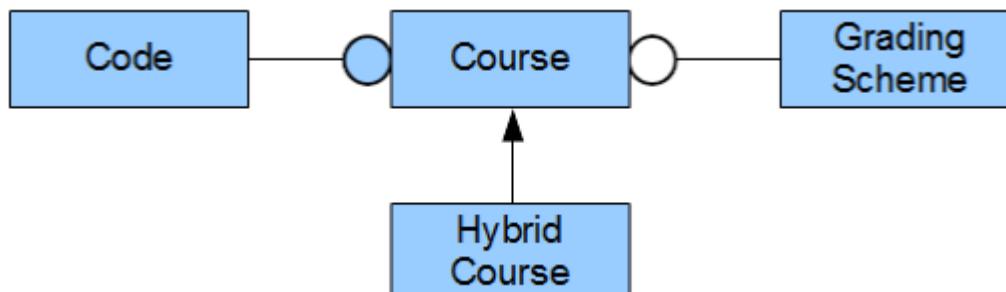 Code
Course
Grading
Scheme
Hybrid
Course